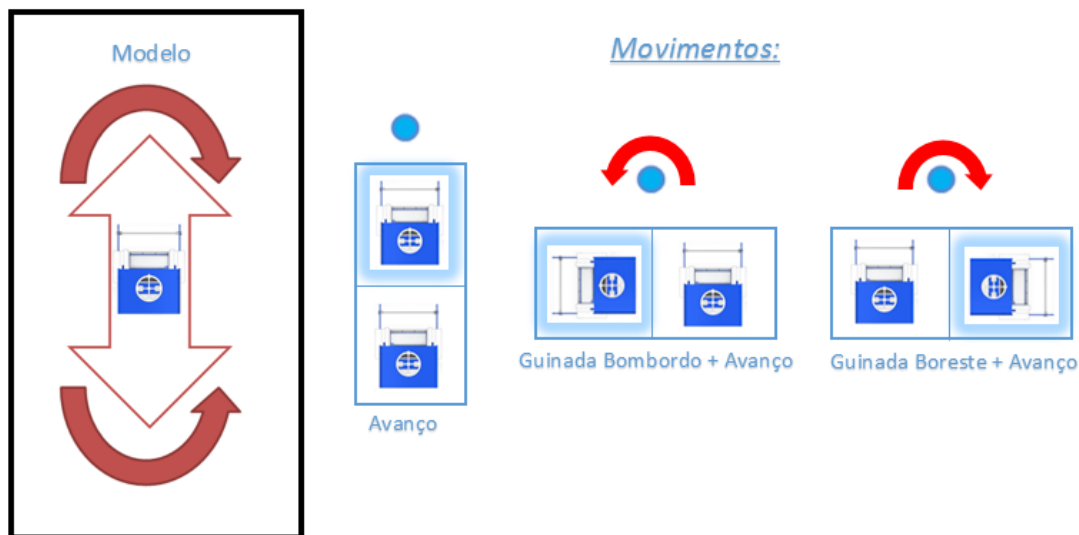 Modelo
Movimentos:
Avanço
Guinada Bombordo + Avanço
Guinada Boreste + Avanço